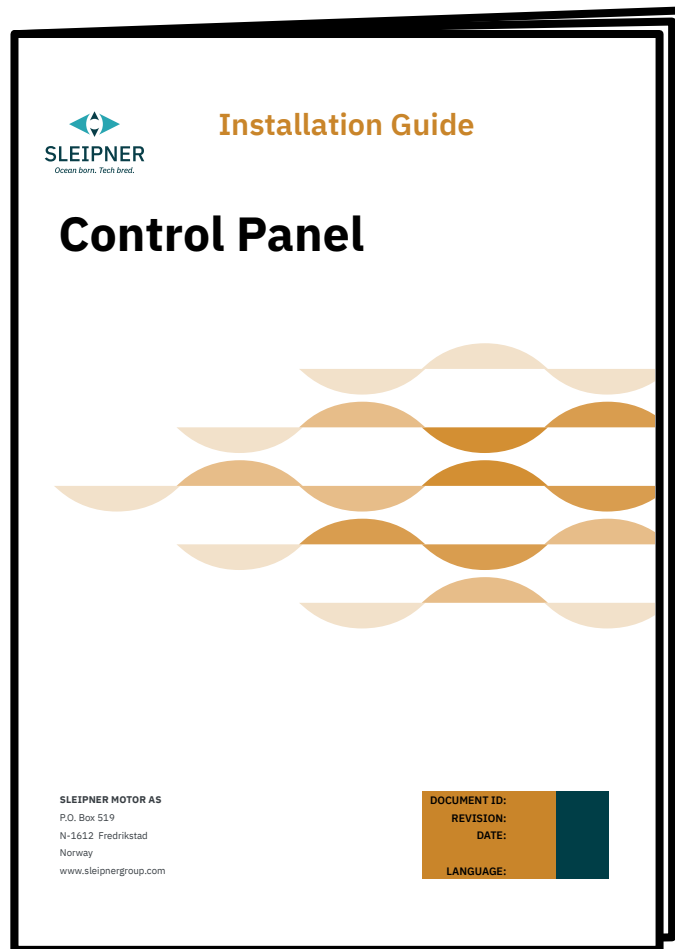 Installation Guide
SLEIPNER
Ocean born. Tech bred.
Control Panel
SLEIPNER MOTOR AS
P.O. Box 519
N-1612 Fredrikstad
Norway
www.sleipnergroup.com
DOCUMENT ID:
REVISION:
DATE:
LANGUAGE: